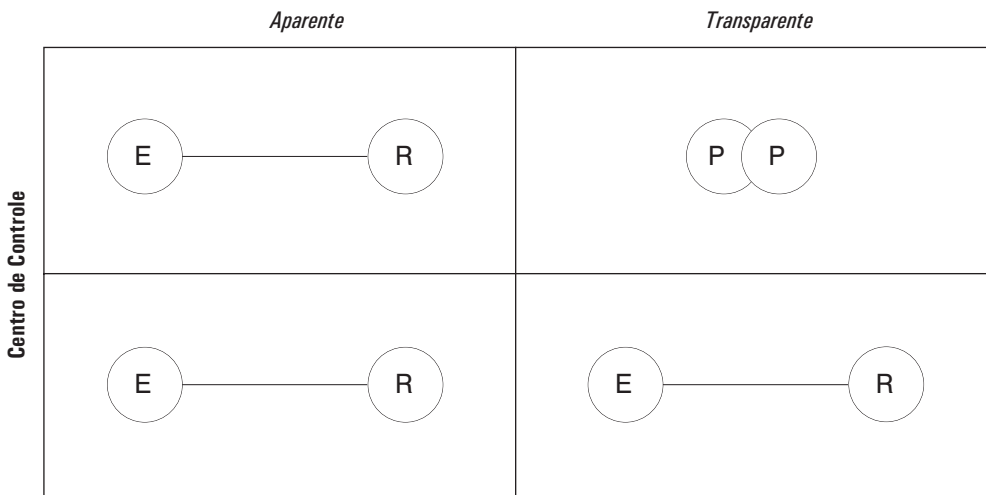 Aparente Transparente
Centro de Controle
E R P P
E R E R